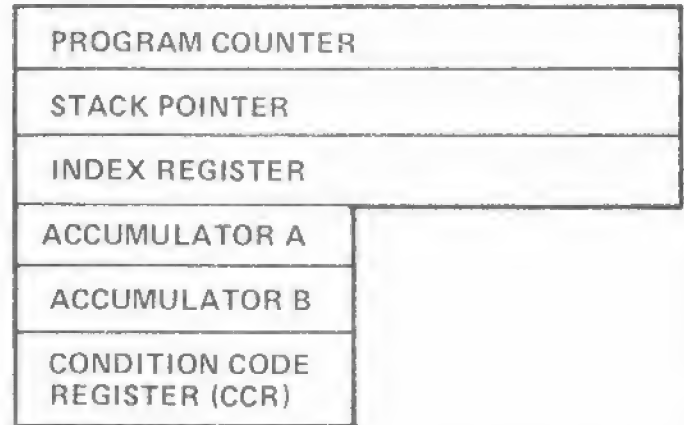 PROGRAM COUNTER
STACK POINTER
INDEX REGISTER
ACCUMULATOR A
ACCUMULATOR B
CONDITION CODE
REGISTER (CCR)